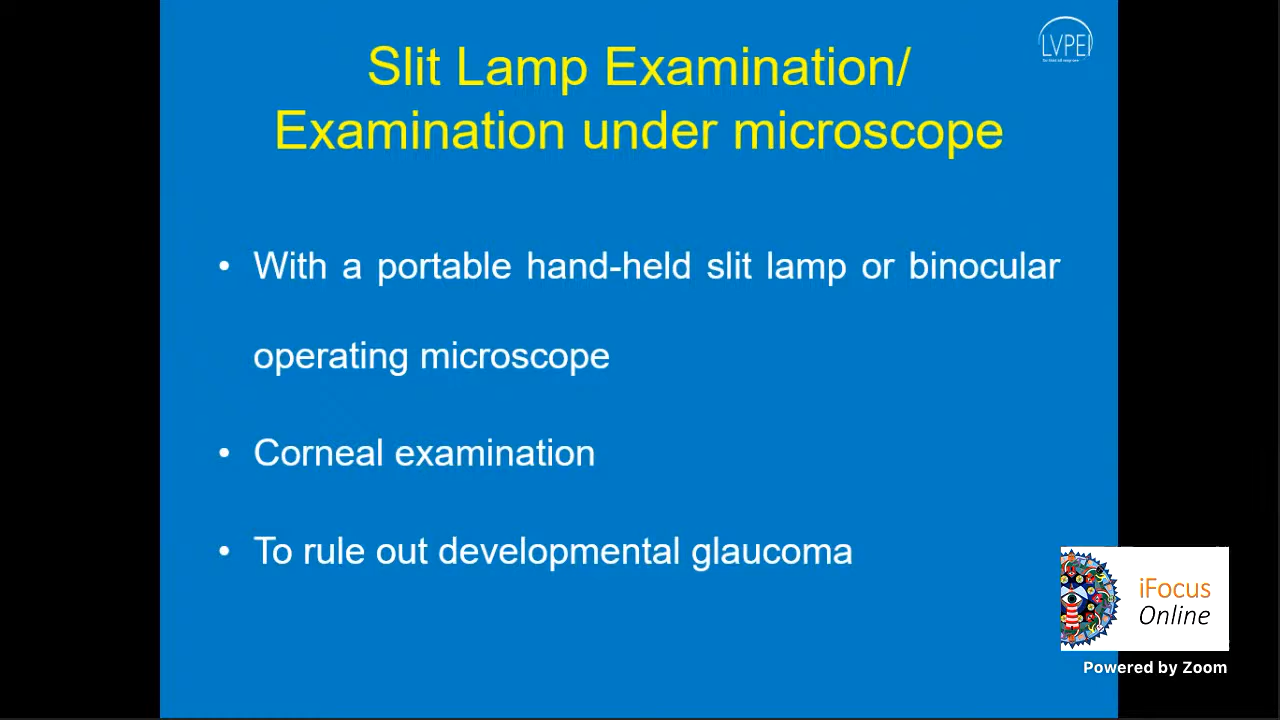 LVPEI
Slit Lamp Examination/
Examination under microscope
• With a portable hand-held slit lamp or binocular
operating microscope
• Corneal examination
• To rule out developmental glaucoma
iFocus
Online
Powered by Zoom